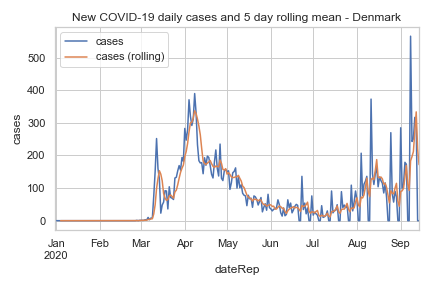 New COVID-19 daily cases and 5 day rolling mean - Denmark
cases
cases (rolling)
cases
500
400
300
200
100
0
Jan Feb Mar Apr May Jun Jul Aug Sep
2020
dateRep